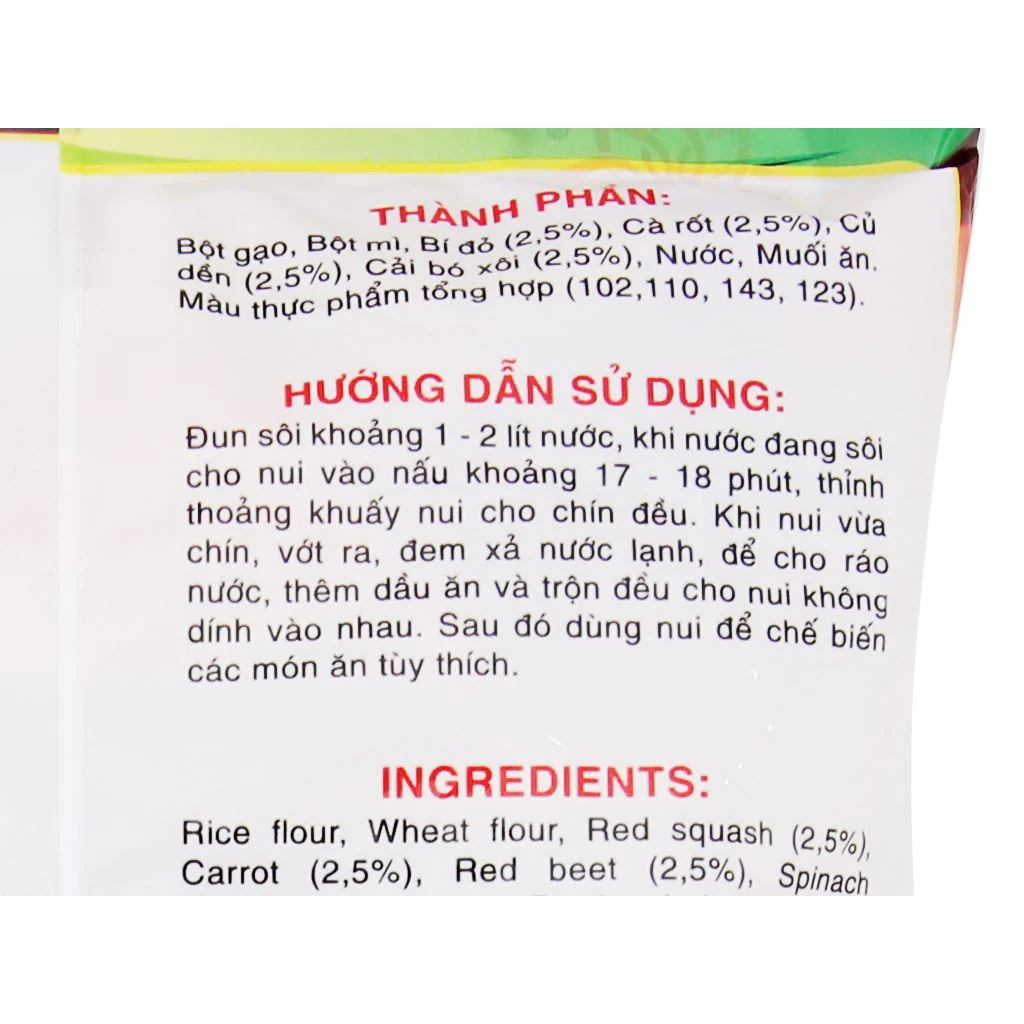 THÀNH PHẦN:
Bột gạo, Bột mì, Bí đỏ (2,5%), Cà rốt (2,5%), Củ
dền (2,5%), Cải bó xôi (2,5%), Nước, Muối ăn.
Màu thực phẩm tổng hợp (102,110, 143, 123).
HƯỚNG DẪN SỬ DỤNG:
Đun sôi khoảng 1 - 2 lít nước, khi nước đang sôi
cho nui vào nấu khoảng 17 - 18 phút, thỉnh
thoảng khuấy nui cho chín đều. Khi nui vừa
chín, vớt ra, đem xả nước lạnh, để cho ráo
nước, thêm dầu ăn và trộn đều cho nui không
dính vào nhau. Sau đó dùng nui để chế biến
các món ăn tùy thích.
INGREDIENTS:
Rice flour, Wheat flour, Red squash (2,5%),
Carrot (2,5%), Red beet (2,5%), Spinach